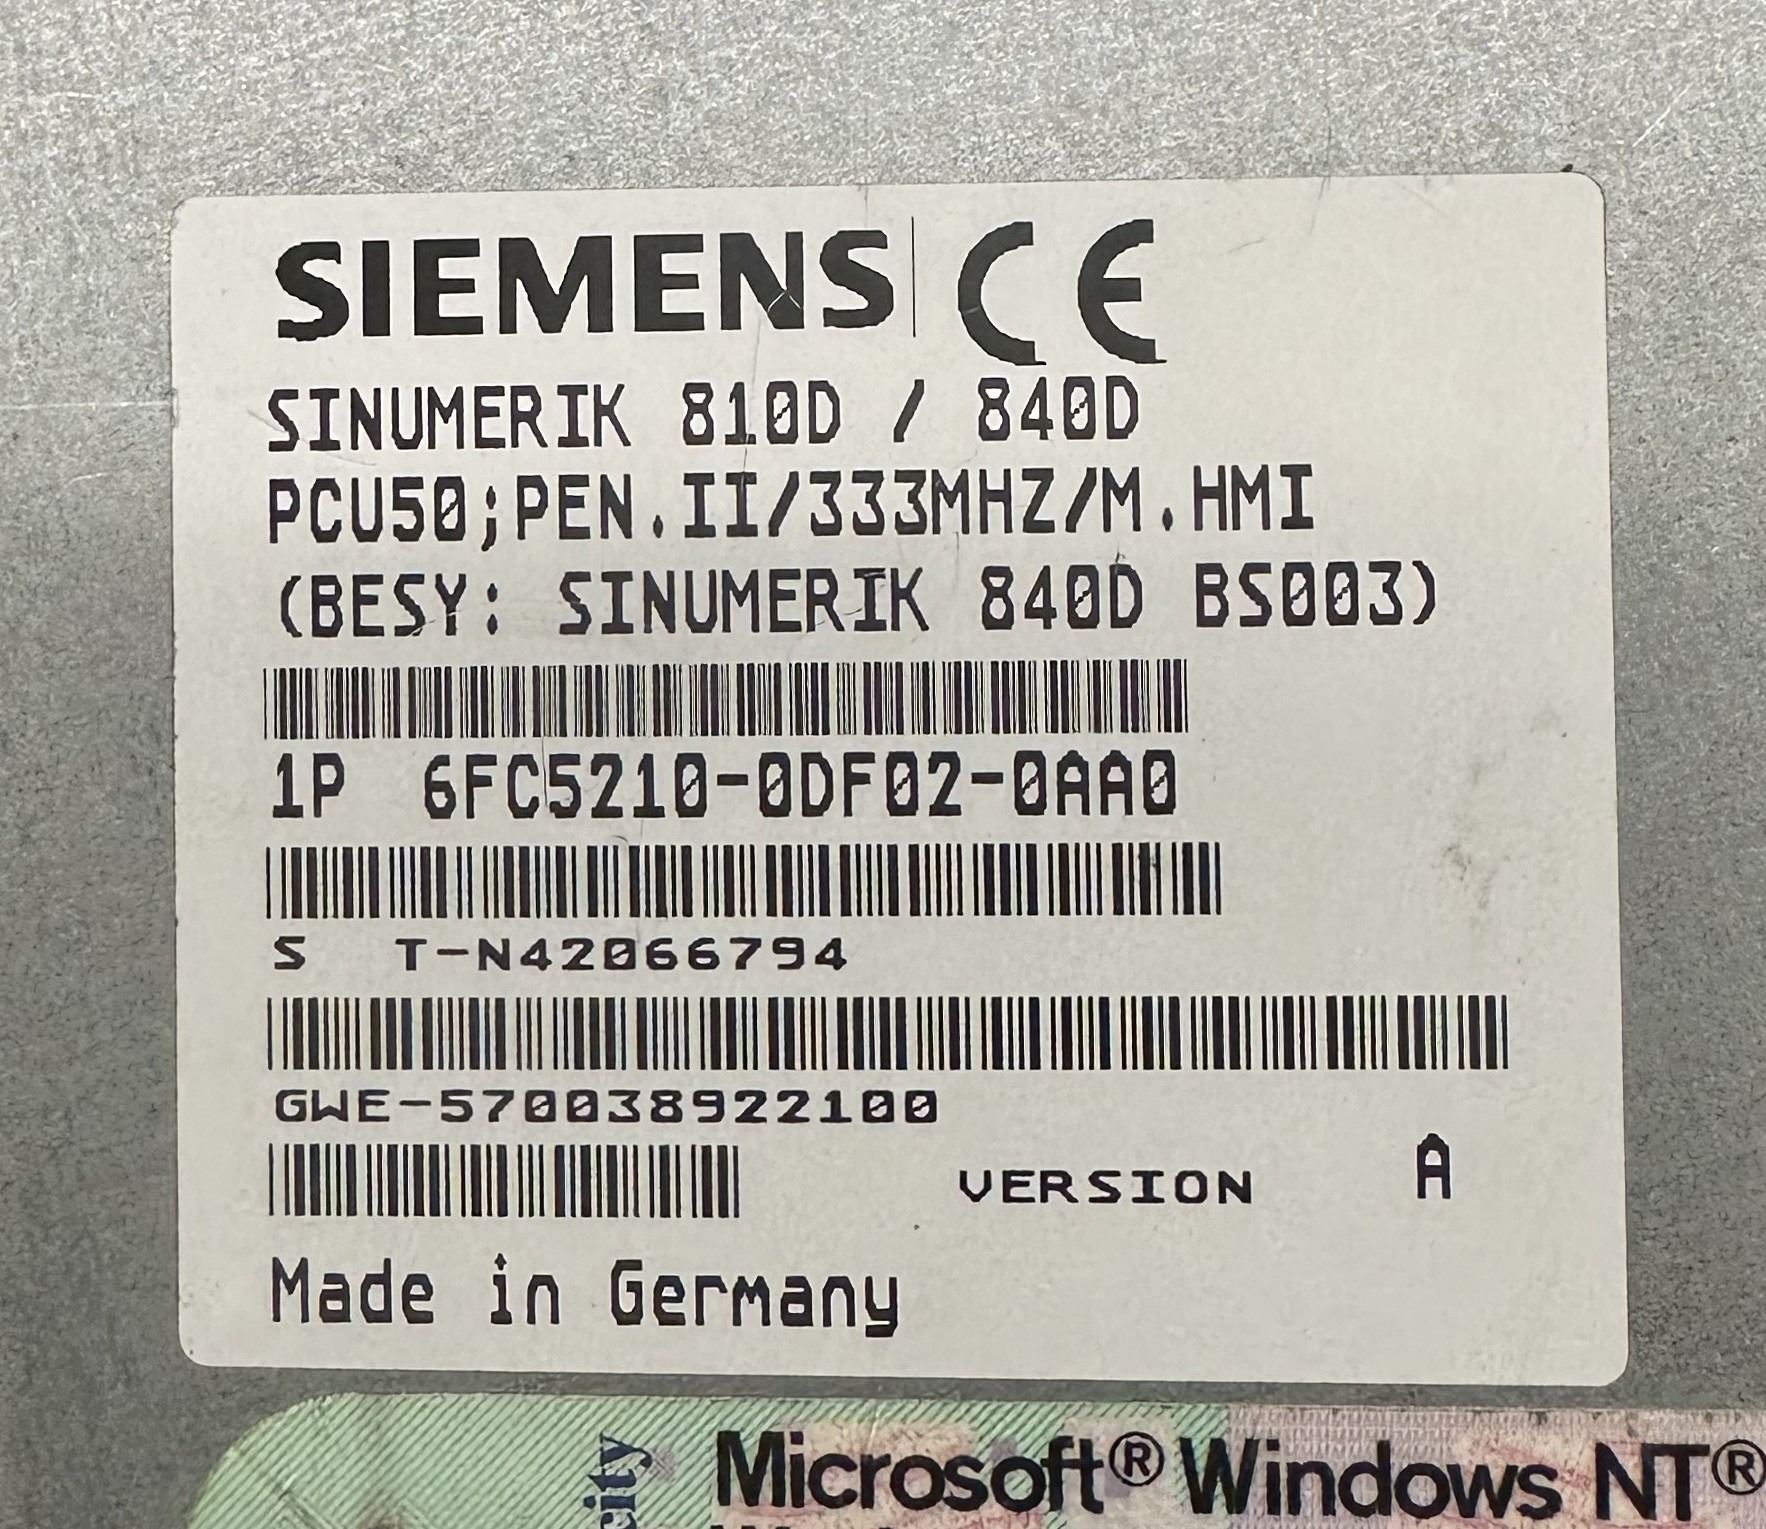 SIEMENS CE
SINUMERIK 810D / 840D
PCU50;PEN.II/333MHZ/M.HMI
(BESY: SINUMERIK 840D BS003)
1P 6FC5210-0DF02-0AA0
S T-N42066794
GWE-570038922100
VERSION A
Made in Germany
Microsoft® Windows NT®